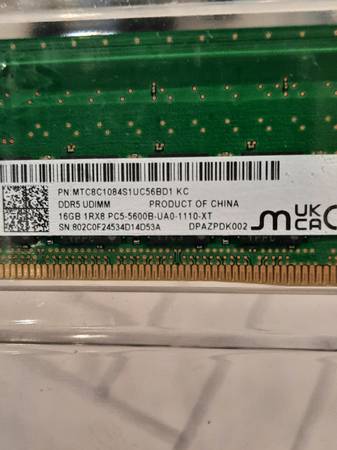 PN:MTC8C1084S1UC56BD1 KC
DDR5 UDIMM PRODUCT OF CHINA
16GB 1RX8 PC5-5600B-UA0-1110-XT
SN 802C0F24534D14D53A DPAZPDK002
UK
CA